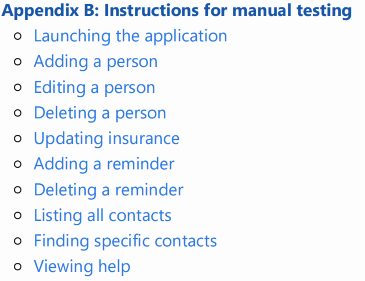 Appendix B: Instructions for manual testing
Launching the application
Adding a person
Editing a person
Deleting a person
Updating insurance
Adding a reminder
Deleting a reminder
Listing all contacts
Finding specific contacts
Viewing help